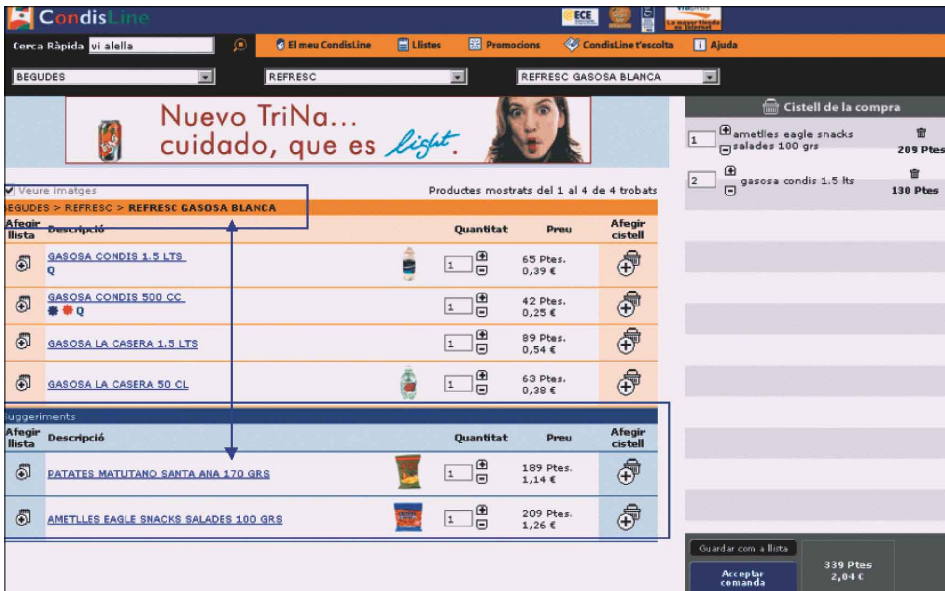 CondisLine
ECE
Cerca Ràpida vi alella
El meu CondisLine Llistes Promocions CondisLine t'escolta Ajuda
BEGUDES REFRESC REFRESC GASOSA BLANCA
Nuevo TriNa...
cuidado, que es light.
Veure imatges Productes mostrats del 1 al 4 de 4 trobats
BEGUDES > REFRESC > REFRESC GASOSA BLANCA
Afegir llista Descripció Quantitat Preu Afegir cistell
GASOSA CONDIS 1.5 LTS 1 65 Ptes.
Q 0,39 €
GASOSA CONDIS 500 CC 1 42 Ptes.
Q 0,25 €
GASOSA LA CASERA 1.5 LTS 1 89 Ptes.
0,54 €
GASOSA LA CASERA 50 CL 1 63 Ptes.
0,38 €
Suggeriments
Afegir llista Descripció Quantitat Preu Afegir cistell
PATATES MATUTANO SANTA ANA 170 GRS 1 189 Ptes.
1,14 €
AMETLLES EAGLE SNACKS SALADES 100 GRS 1 209 Ptes.
1,26 €
Cistell de la compra
1 ametlles eagle snacks
salades 100 grs 209 Ptes
2 gasosa condis 1.5 lts
130 Ptes
Guardar com a llista
Acceptar
comanda
339 Ptes
2,04 €